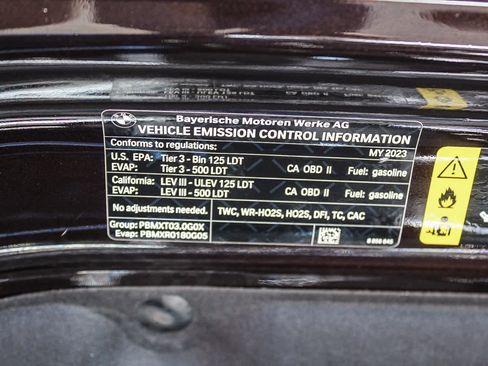 Bayerische Motoren Werke AG
VEHICLE EMISSION CONTROL INFORMATION
Conforms to regulations: MY 2023
U.S. EPA: Tier 3 - Bin 125 LDT CA OBD II Fuel: gasoline
EVAP: Tier 3 - 500 LDT
California: LEV III - ULEV 125 LDT CA OBD II Fuel: gasoline
EVAP: LEV III - 500 LDT
No adjustments needed. TWC, WR-HO2S, HO2S, DFI, TC, CAC
Group: PBMXT03.0G0X
Evap: PBMXR0180G05